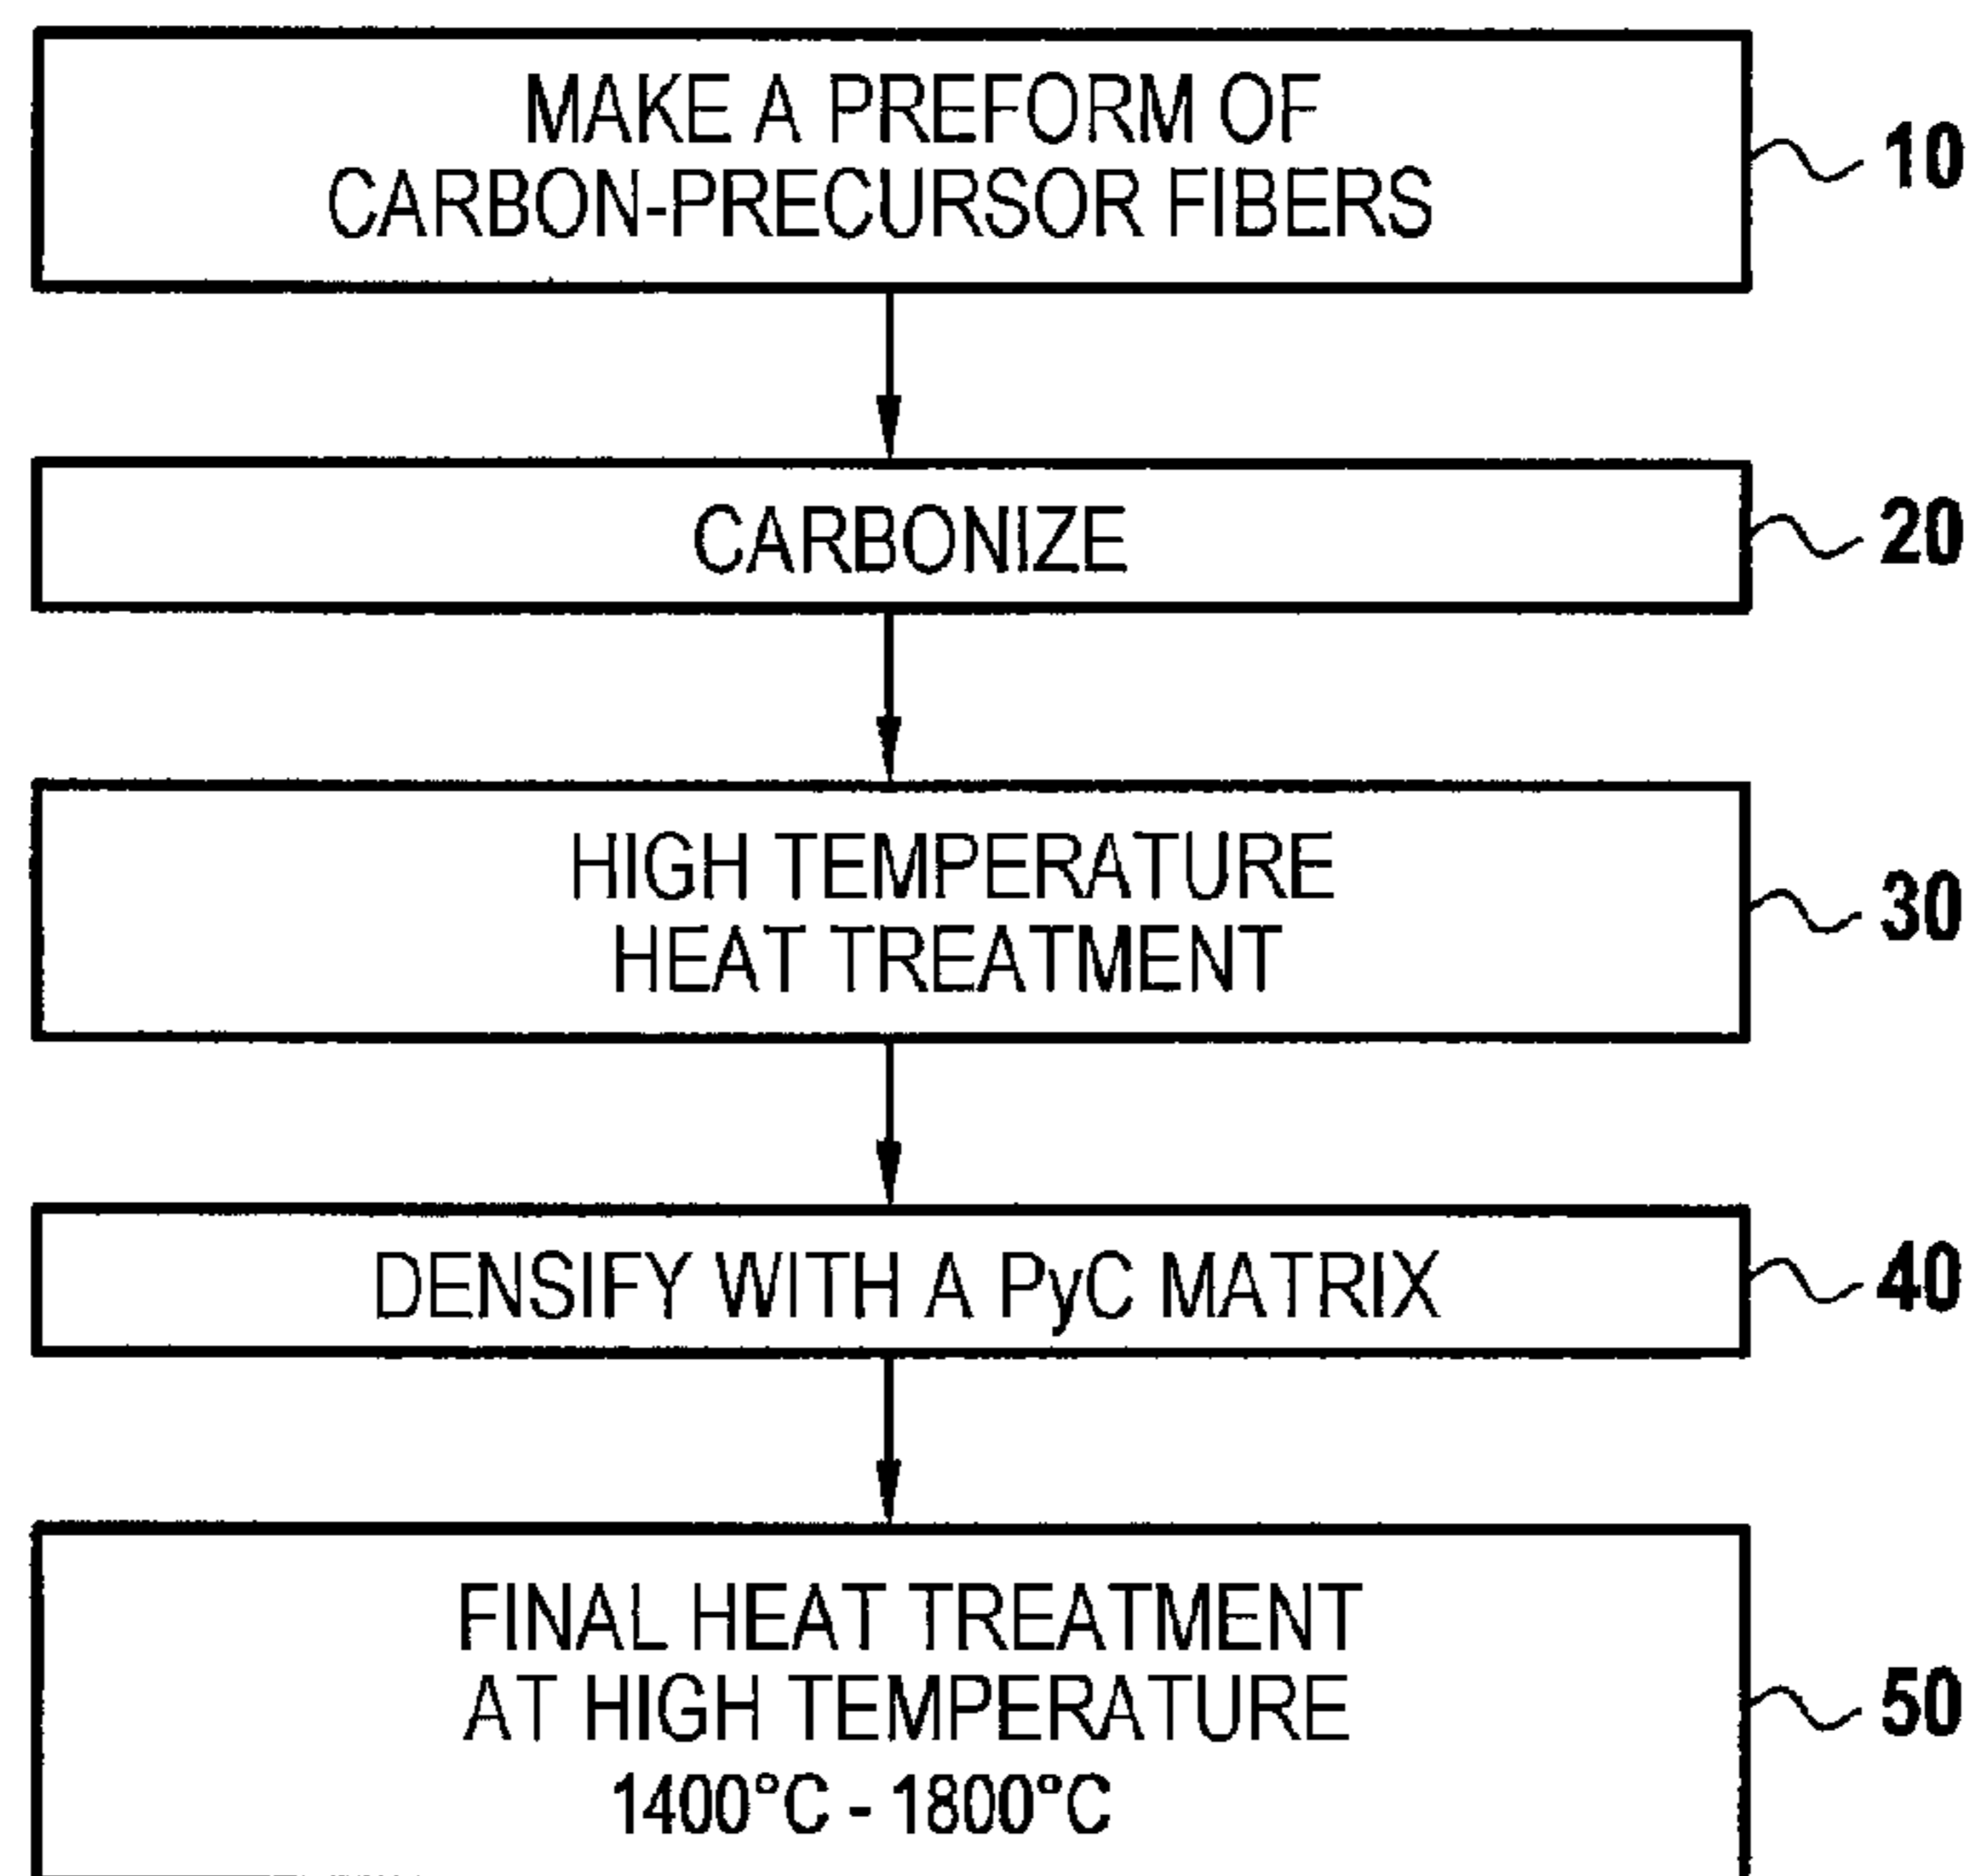 MAKE A PREFORM OF
CARBON-PRECURSOR FIBERS
10
CARBONIZE
20
HIGH TEMPERATURE
HEAT TREATMENT
30
DENSIFY WITH A PyC MATRIX
40
FINAL HEAT TREATMENT
AT HIGH TEMPERATURE
1400°C - 1800°C
50